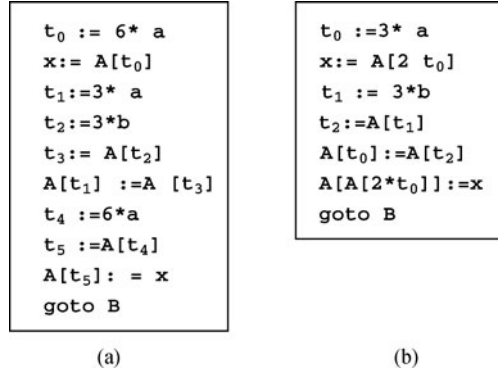 t₀ := 6* a
x:= A[t₀]
t₁:=3* a
t₂:=3*b
t₃:= A[t₂]
A[t₁] :=A [t₃]
t₄ :=6*a
t₅ :=A[t₄]
A[t₅]: = x
goto B
(a)
t₀ :=3* a
x:= A[2 t₀]
t₁ := 3*b
t₂:=A[t₁]
A[t₀]:=A[t₂]
A[A[2*t₀]]:=x
goto B
(b)